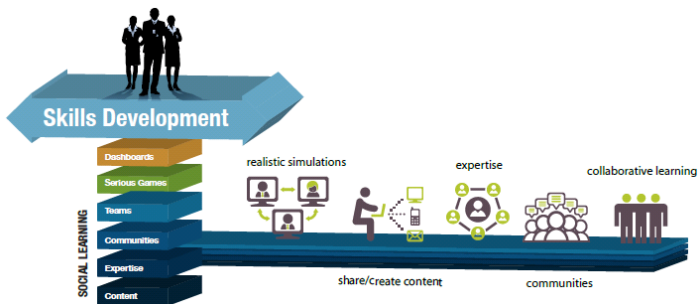 Skills Development
Dashboards
Serious Games
Teams
Communities
Expertise
Content
SOCIAL LEARNING
realistic simulations
share/create content
expertise
communities
collaborative learning